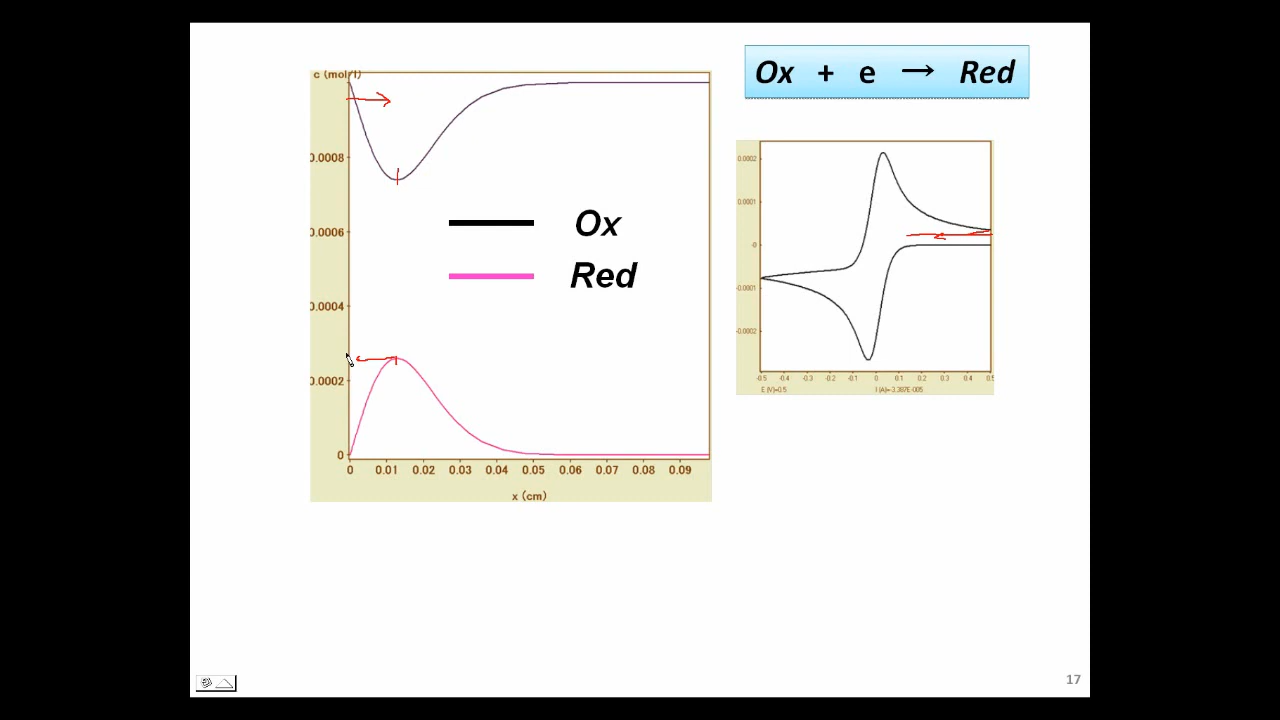 Ox + e → Red
c (mol/l)
0.0008
0.0006
0.0004
0.0002
0
0 0.01 0.02 0.03 0.04 0.05 0.06 0.07 0.08 0.09
x (cm)
Ox
Red
0.0002
0.0001
-0
-0.0001
-0.0002
-0.5 -0.4 -0.3 -0.2 -0.1 0 0.1 0.2 0.3 0.4 0.5
E (V)=0.5 I (A)=-3.387E-005
17